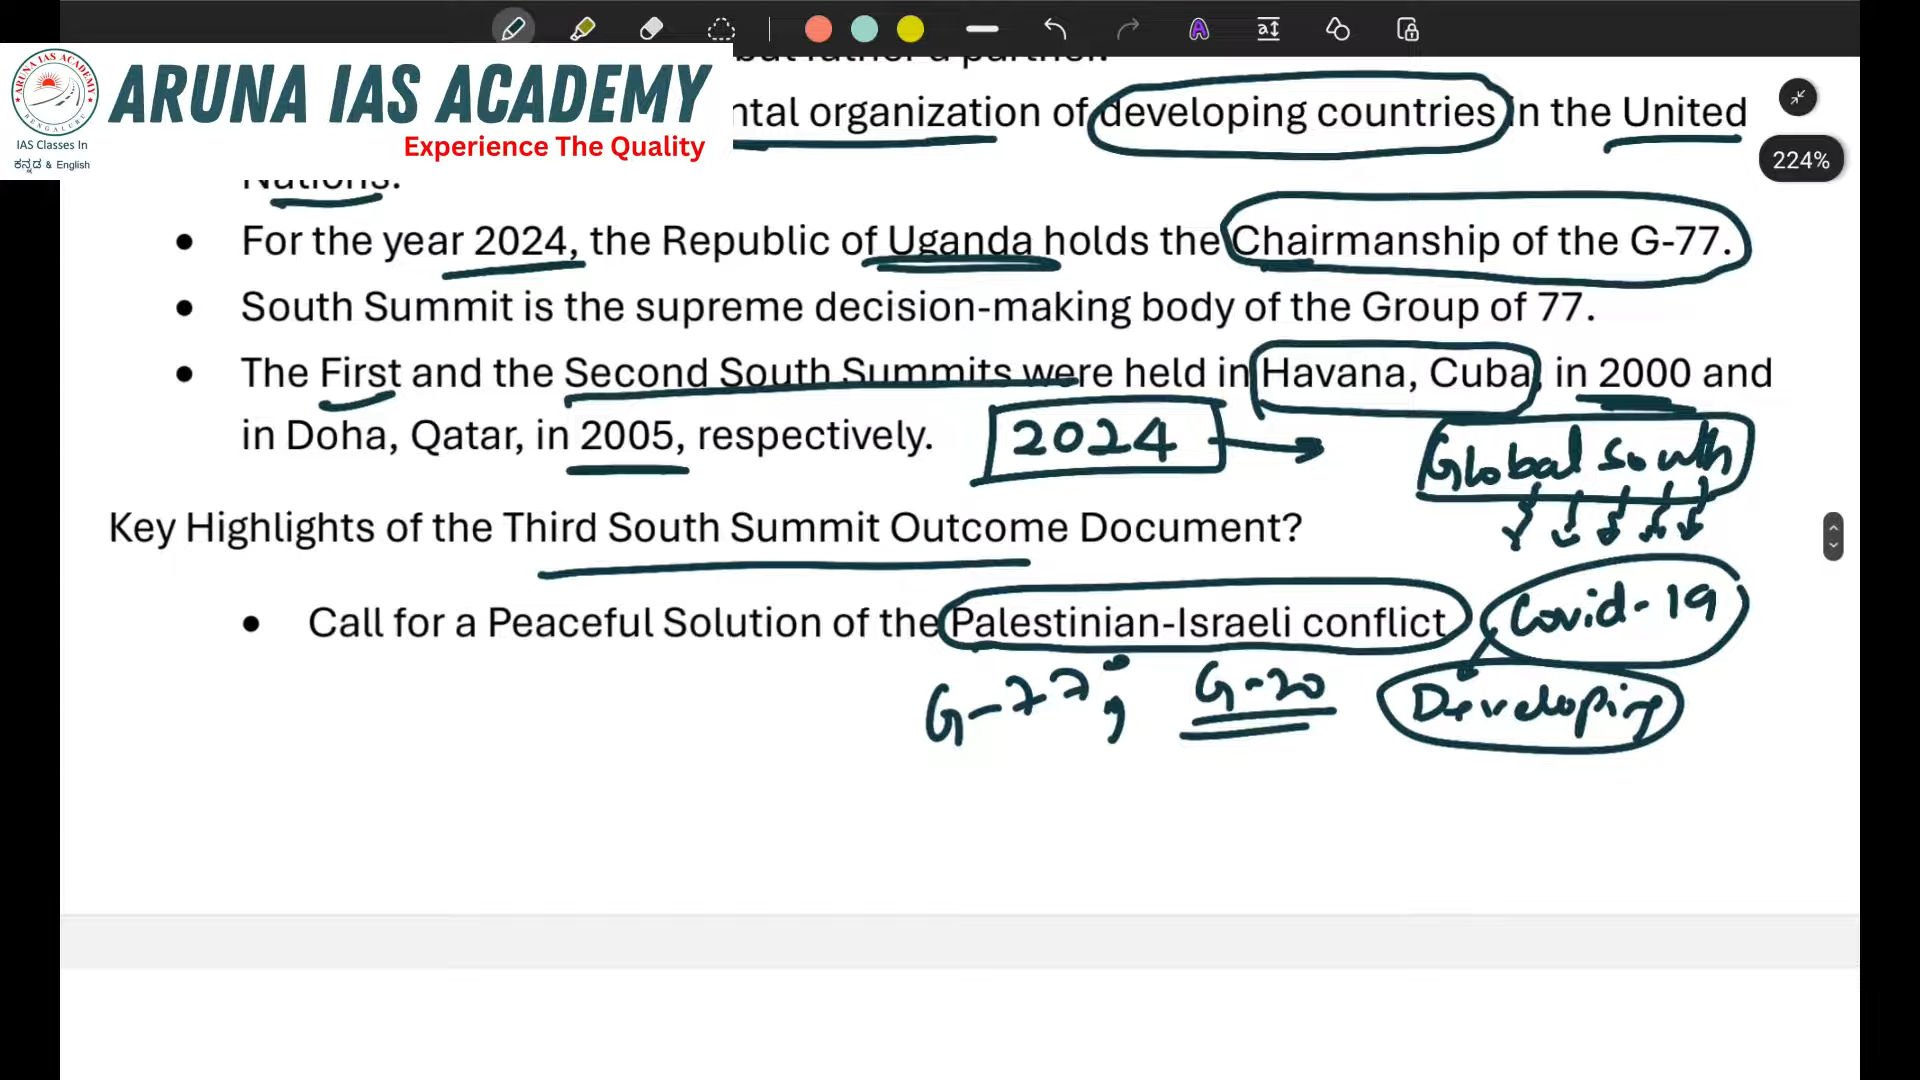 ARUNA IAS ACADEMY
BENGALURU
Experience The Quality
IAS Classes In
ಕನ್ನಡ & English
224%
ntal organization of developing countries in the United
Nations.
• For the year 2024, the Republic of Uganda holds the Chairmanship of the G-77.
• South Summit is the supreme decision-making body of the Group of 77.
• The First and the Second South Summits were held in Havana, Cuba, in 2000 and
in Doha, Qatar, in 2005, respectively.
2024
Global South
Key Highlights of the Third South Summit Outcome Document?
• Call for a Peaceful Solution of the Palestinian-Israeli conflict
Covid-19
G-77;
G-20
Developing